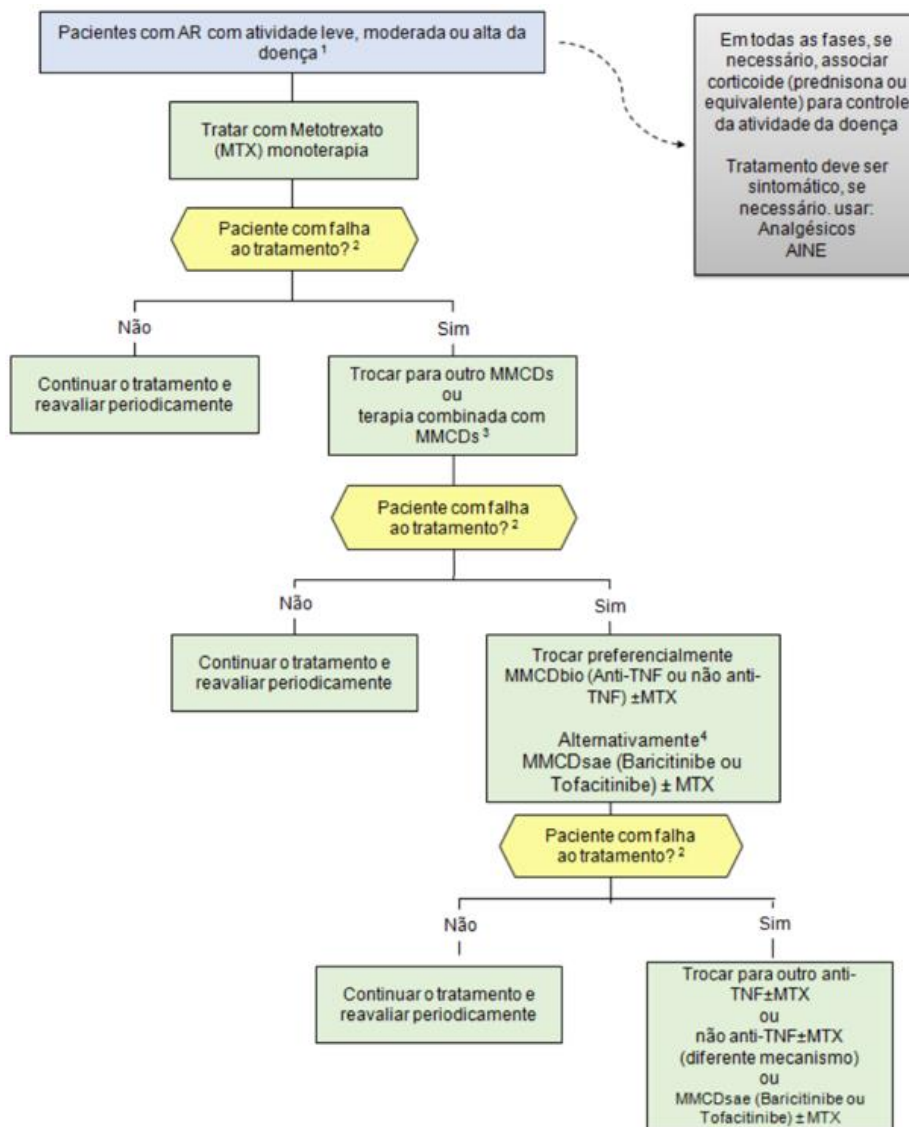 Pacientes com AR com atividade leve, moderada ou alta da
doença ¹
Em todas as fases, se
necessário, associar
corticoide (prednisona ou
equivalente) para controle
da atividade da doença
Tratamento deve ser
sintomático, se
necessário. usar:
Analgésicos
AINE
Tratar com Metotrexato
(MTX) monoterapia
Paciente com falha
ao tratamento? ²
Não
Sim
Continuar o tratamento e
reavaliar periodicamente
Trocar para outro MMCDs
ou
terapia combinada com
MMCDs ³
Paciente com falha
ao tratamento? ²
Não
Sim
Continuar o tratamento e
reavaliar periodicamente
Trocar preferencialmente
MMCDbio (Anti-TNF ou não anti-
TNF) ±MTX
Alternativamente⁴
MMCDsae (Baricitinibe ou
Tofacitinibe) ± MTX
Paciente com falha
ao tratamento? ²
Não
Sim
Continuar o tratamento e
reavaliar periodicamente
Trocar para outro anti-
TNF±MTX
ou
não anti-TNF±MTX
(diferente mecanismo)
ou
MMCDsae (Baricitinibe ou
Tofacitinibe) ± MTX